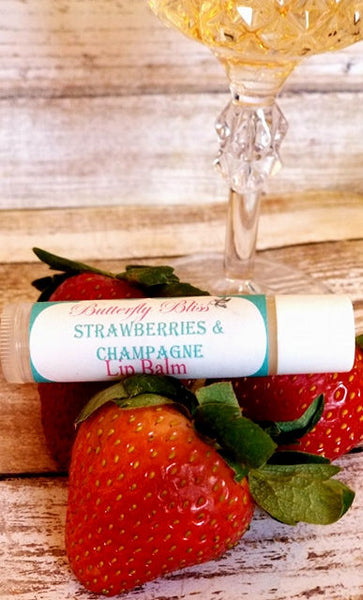 Butterfly Bliss
STRAWBERRIES &
CHAMPAGNE
Lip Balm